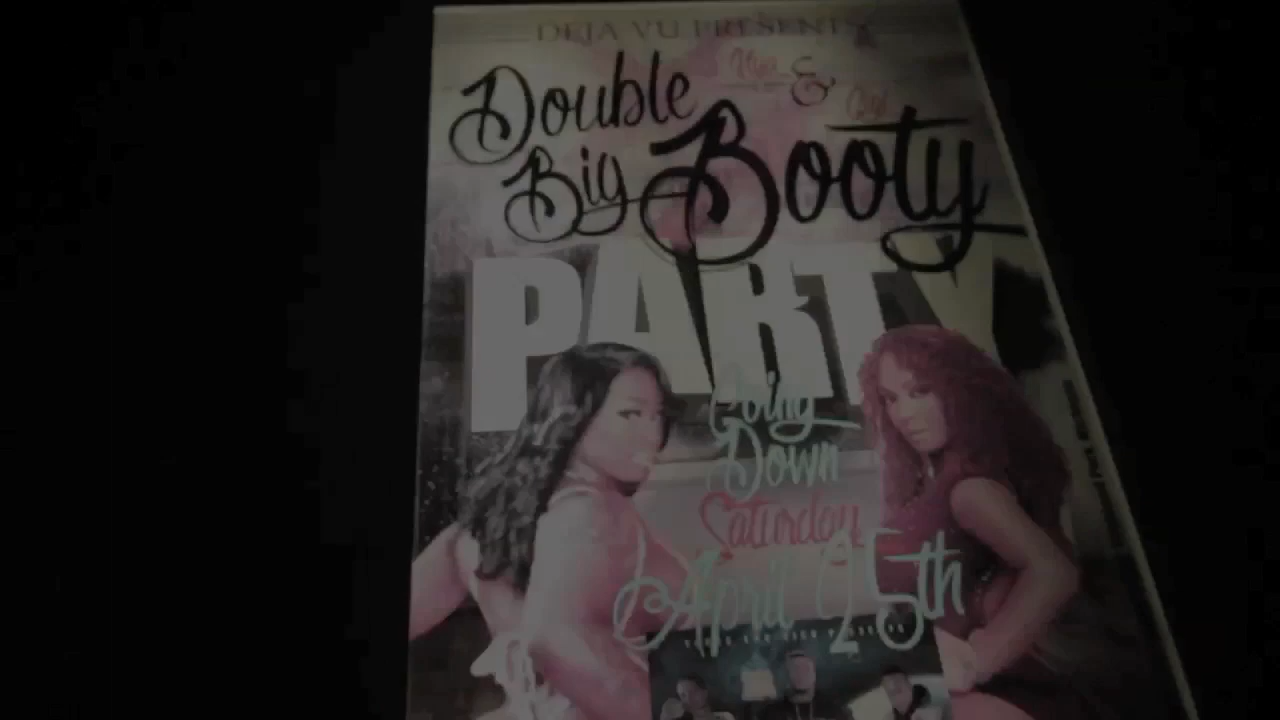 DEJA VU PRESENTS
&
Double
Big Booty
PARTY
Going
Down
Saturday
April 25th